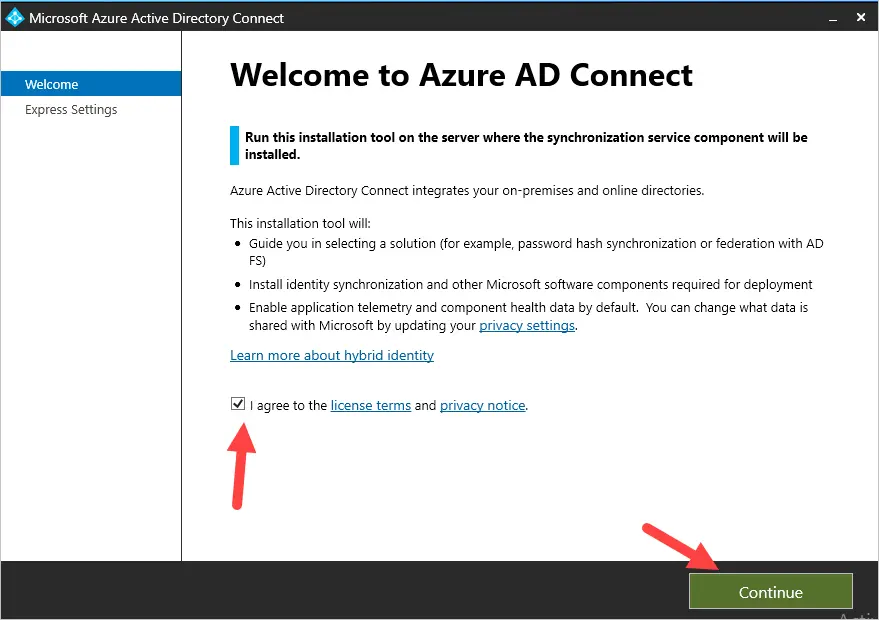 Microsoft Azure Active Directory Connect
Welcome
Express Settings
Welcome to Azure AD Connect
Run this installation tool on the server where the synchronization service component will be
installed.
Azure Active Directory Connect integrates your on-premises and online directories.
This installation tool will:
• Guide you in selecting a solution (for example, password hash synchronization or federation with AD
FS)
• Install identity synchronization and other Microsoft software components required for deployment
• Enable application telemetry and component health data by default.  You can change what data is
shared with Microsoft by updating your privacy settings.
Learn more about hybrid identity
I agree to the license terms and privacy notice.
Continue